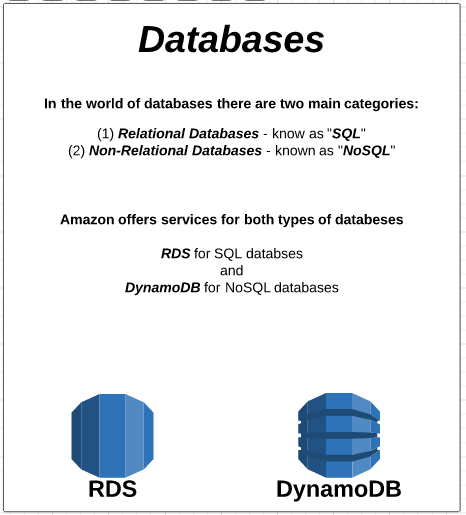 Databases
In the world of databases there are two main categories:
(1) Relational Databases - know as "SQL"
(2) Non-Relational Databases - known as "NoSQL"
Amazon offers services for both types of databeses
RDS for SQL databses
and
DynamoDB for NoSQL databases
RDS
DynamoDB